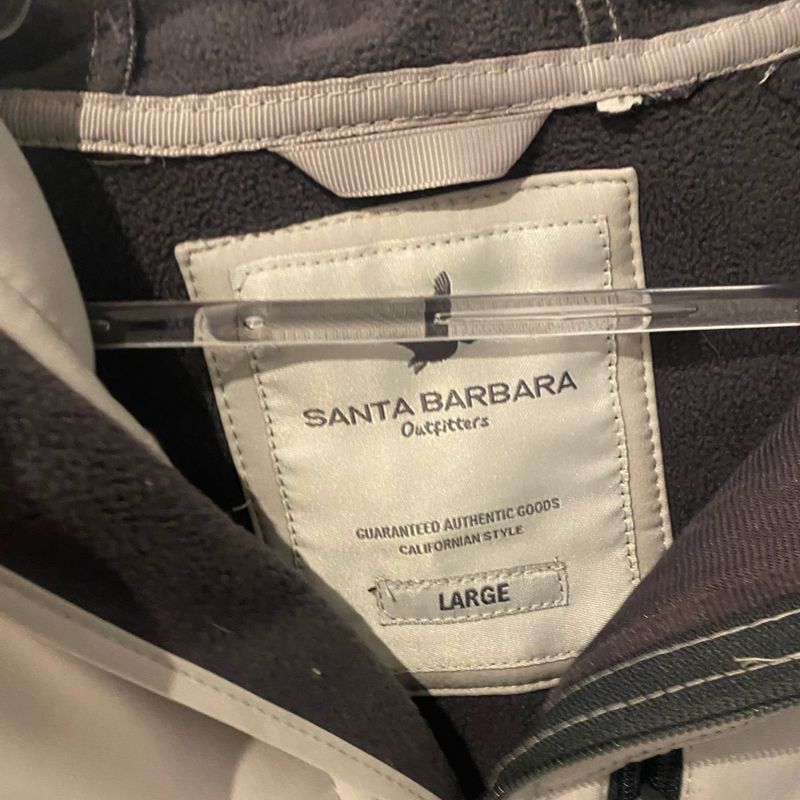 SANTA BARBARA
Outfitters
GUARANTEED AUTHENTIC GOODS
CALIFORNIAN STYLE
LARGE